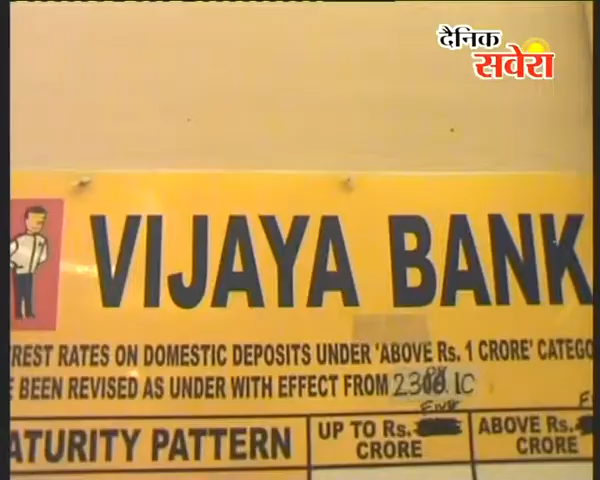 दैनिक
सवेरा
VIJAYA BANK
REST RATES ON DOMESTIC DEPOSITS UNDER 'ABOVE Rs. 1 CRORE' CATEGO
BEEN REVISED AS UNDER WITH EFFECT FROM
ATURITY PATTERN
UP TO Rs. Five
CRORE
ABOVE Rs.
CRORE